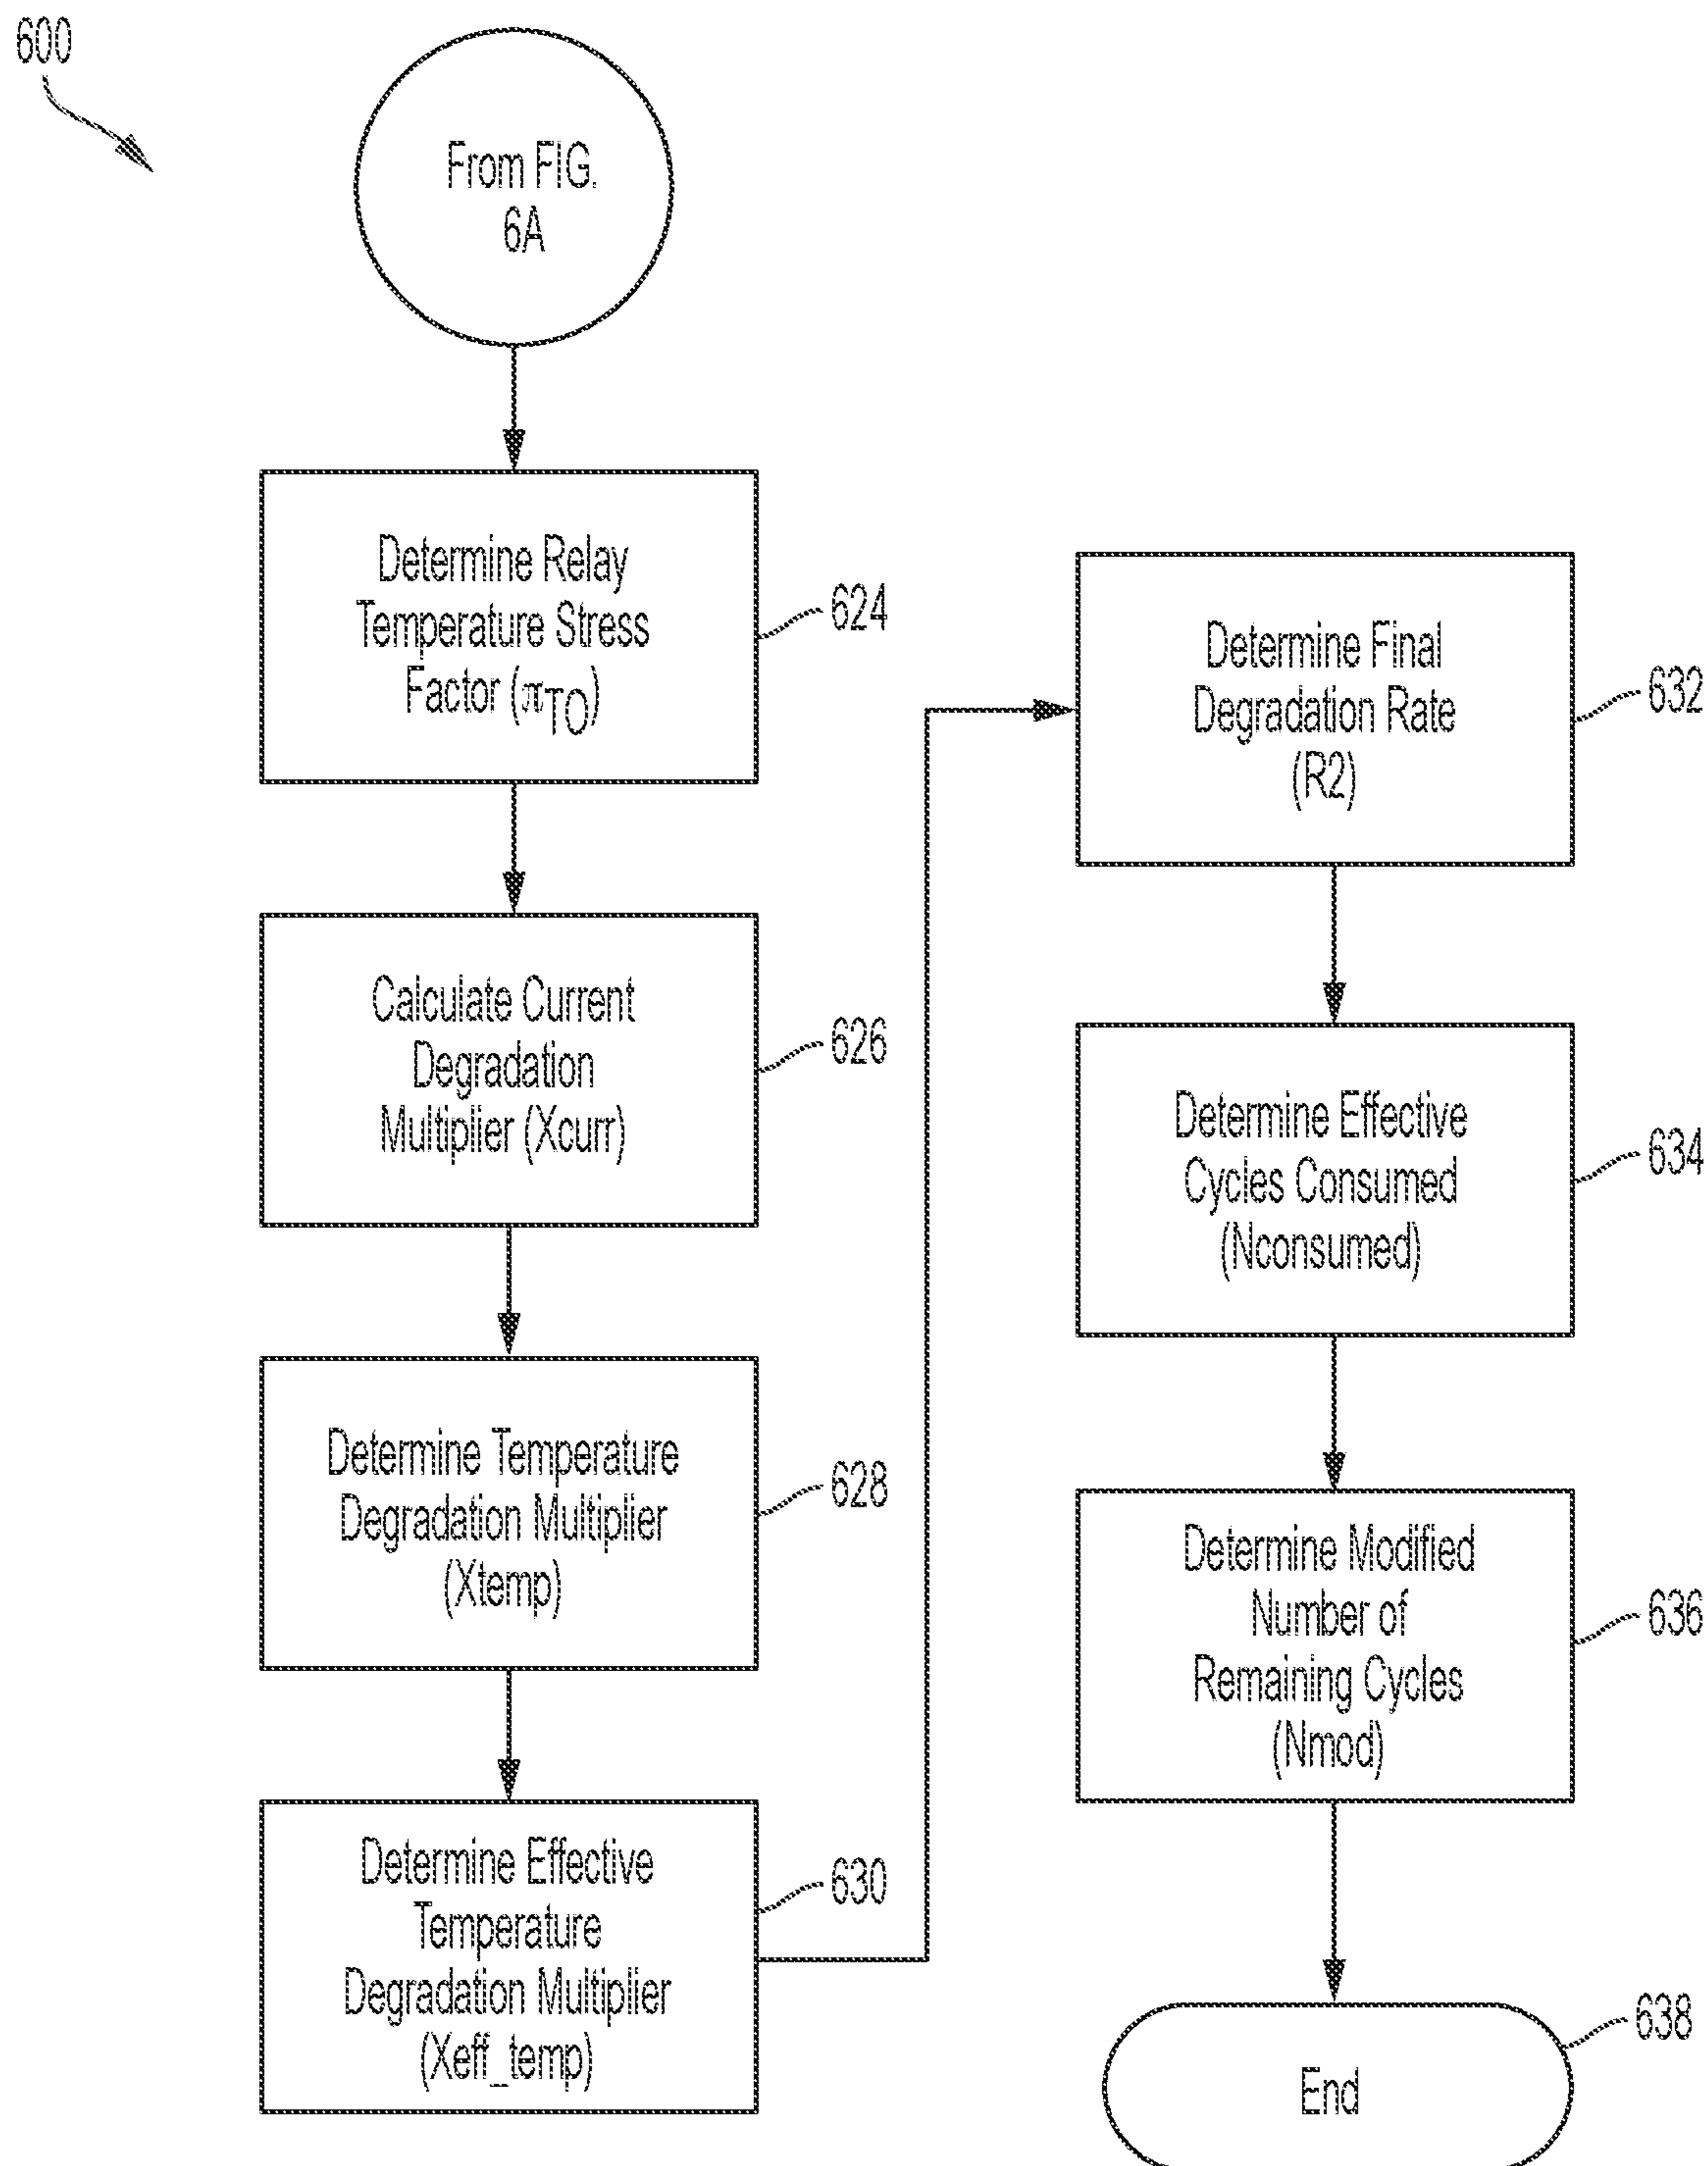 600
From FIG.
6A
Determine Relay
Temperature Stress
Factor (πTO)
624
Calculate Current
Degradation
Multiplier (Xcurr)
626
Determine Temperature
Degradation Multiplier
(Xtemp)
628
Determine Effective
Temperature
Degradation Multiplier
(Xeff_temp)
630
Determine Final
Degradation Rate
(R2)
632
Determine Effective
Cycles Consumed
(Nconsumed)
634
Determine Modified
Number of
Remaining Cycles
(Nmod)
636
End
638